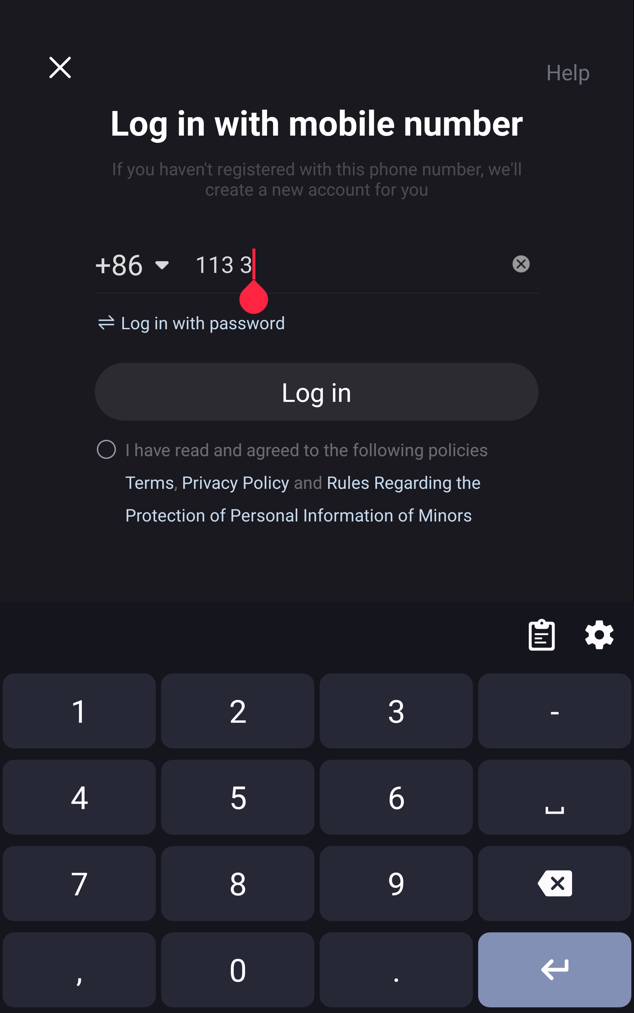 Help
Log in with mobile number
If you haven't registered with this phone number, we'll
create a new account for you
+86 113 3
Log in with password
Log in
I have read and agreed to the following policies
Terms, Privacy Policy and Rules Regarding the
Protection of Personal Information of Minors
1 2 3 -
4 5 6
7 8 9
, 0 .